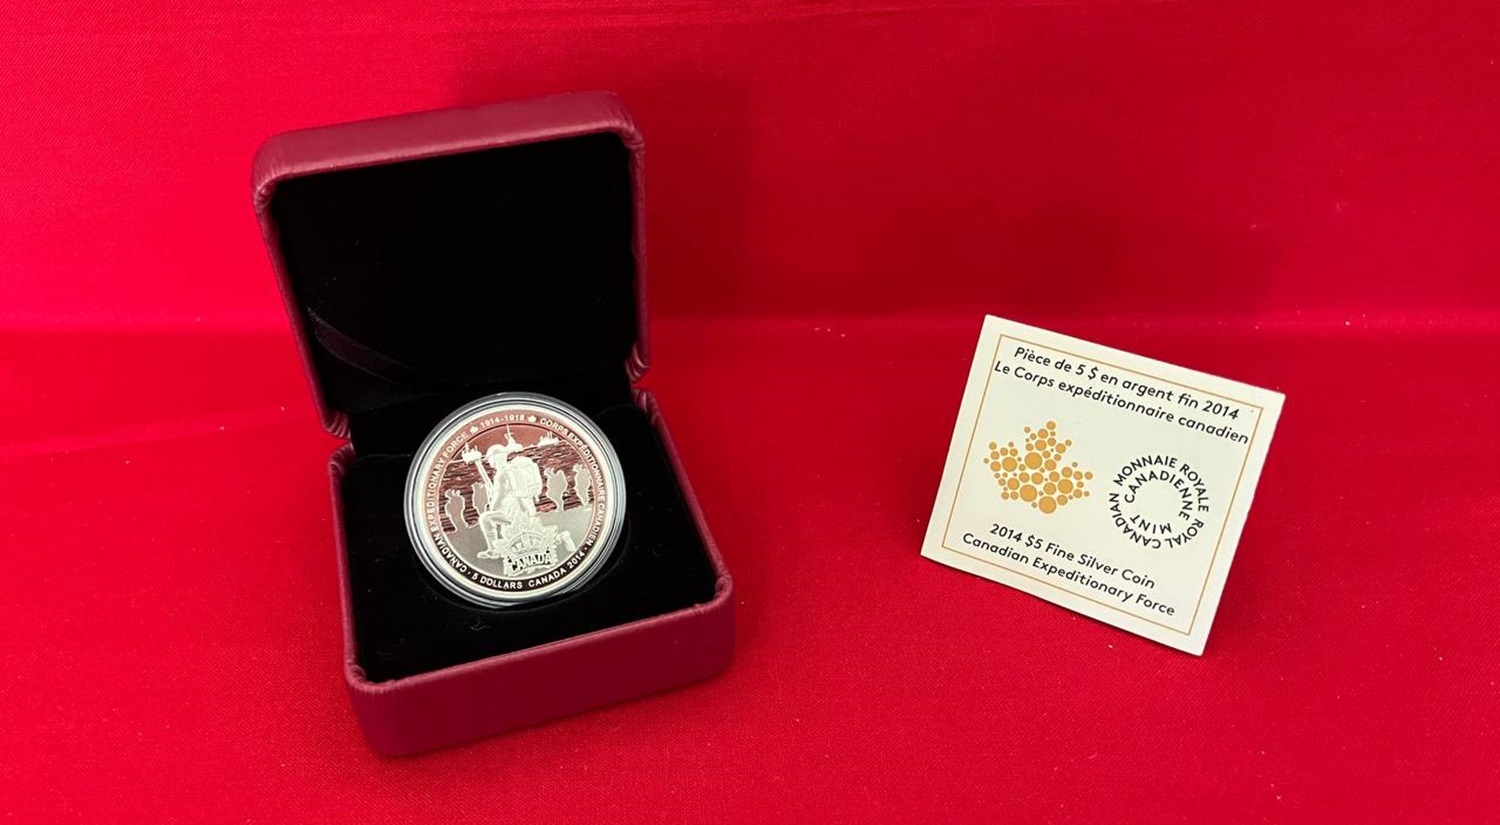 CANADIAN EXPEDITIONARY FORCE 1914-1918 CORPS EXPÉDITIONNAIRE CANADIEN
5 DOLLARS CANADA 2014
CANADA
Pièce de 5 $ en argent fin 2014
Le Corps expéditionnaire canadien
MONNAIE ROYALE CANADIENNE
ROYAL CANADIAN MINT
2014 $5 Fine Silver Coin
Canadian Expeditionary Force